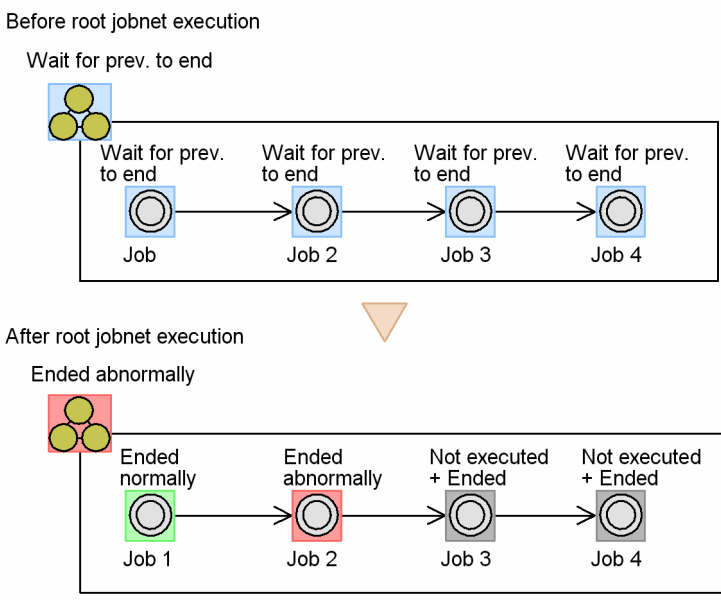 Before root jobnet execution
Wait for prev. to end
Wait for prev.
to end
Wait for prev.
to end
Wait for prev.
to end
Wait for prev.
to end
Job
Job 2
Job 3
Job 4
After root jobnet execution
Ended abnormally
Ended
normally
Ended
abnormally
Not executed
+ Ended
Not executed
+ Ended
Job 1
Job 2
Job 3
Job 4